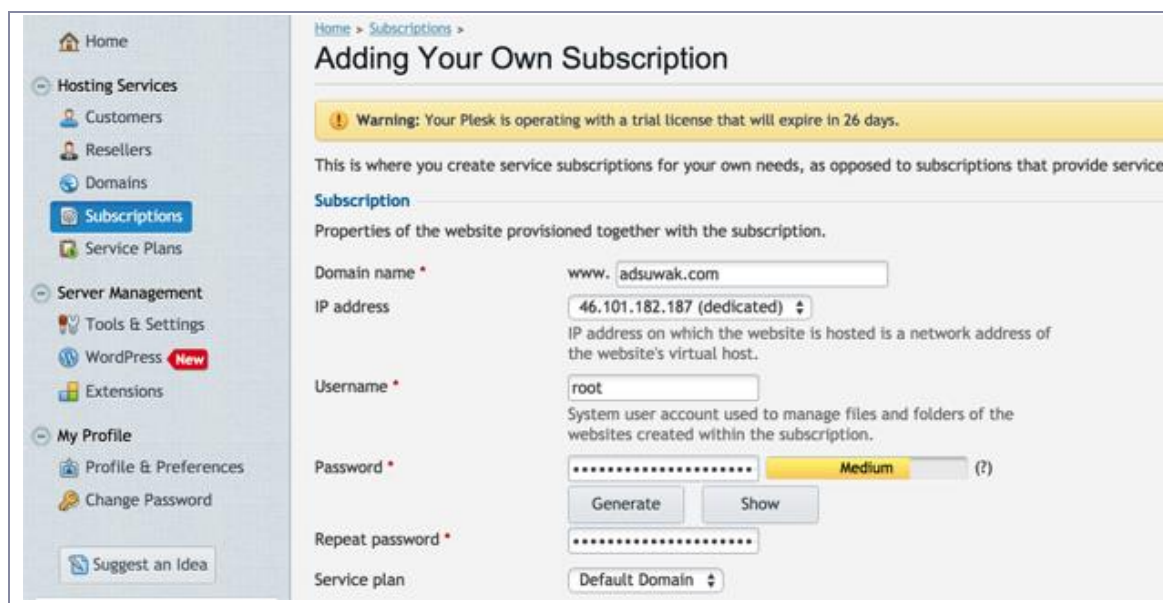 Home
Hosting Services
Customers
Resellers
Domains
Subscriptions
Service Plans
Server Management
Tools & Settings
WordPress New
Extensions
My Profile
Profile & Preferences
Change Password
Suggest an Idea
Home > Subscriptions >
Adding Your Own Subscription
Warning: Your Plesk is operating with a trial license that will expire in 26 days.
This is where you create service subscriptions for your own needs, as opposed to subscriptions that provide service
Subscription
Properties of the website provisioned together with the subscription.
Domain name * www. adsuwak.com
IP address 46.101.182.187 (dedicated)
IP address on which the website is hosted is a network address of
the website's virtual host.
Username * root
System user account used to manage files and folders of the
websites created within the subscription.
Password * ••••••••••••••••••••• Medium (?)
Generate Show
Repeat password * •••••••••••••••••••••
Service plan Default Domain